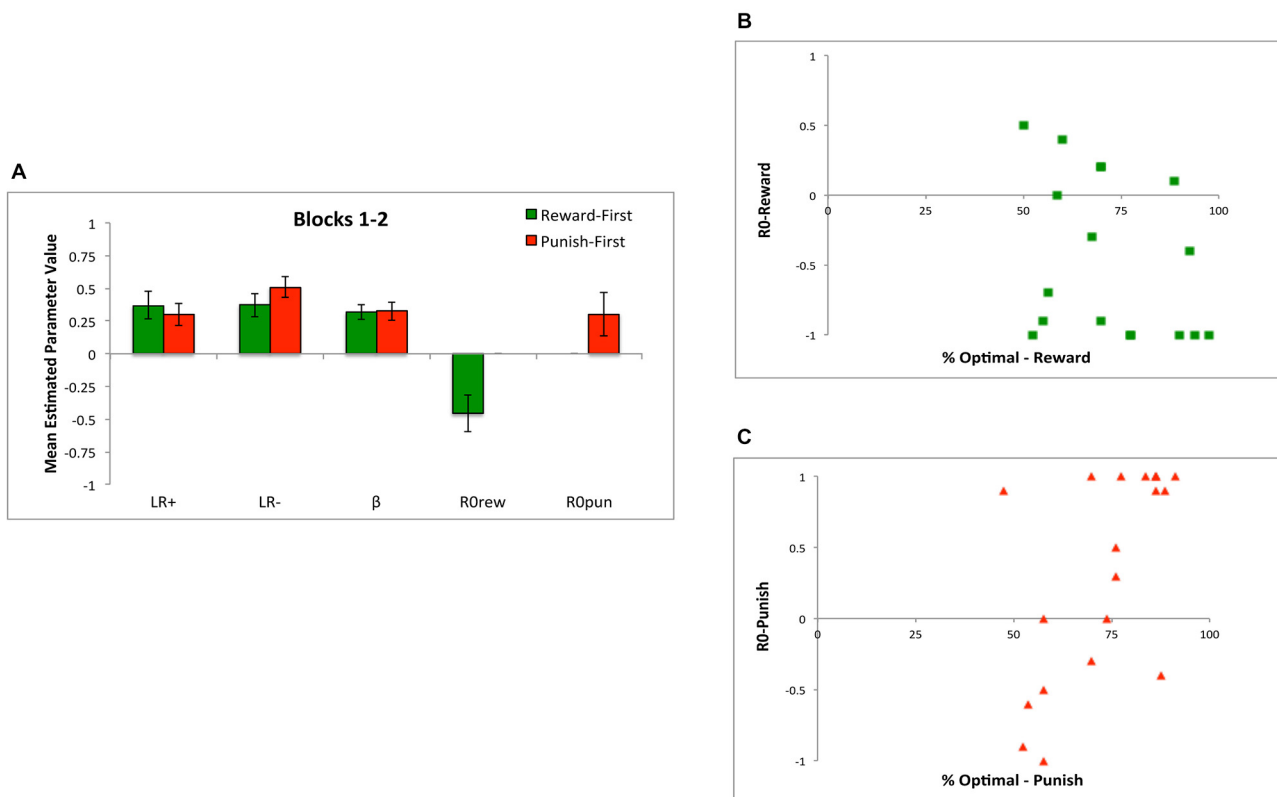 A
Blocks 1-2
Reward-First
Punish-First
Mean Estimated Parameter Value
1
0.75
0.5
0.25
0
-0.25
-0.5
-0.75
-1
LR+
LR-
β
R0rew
R0pun
B
R0-Reward
1
0.5
0
-0.5
-1
0
25
50
75
100
% Optimal - Reward
C
R0-Punish
1
0.5
0
-0.5
-1
0
25
50
75
100
% Optimal - Punish